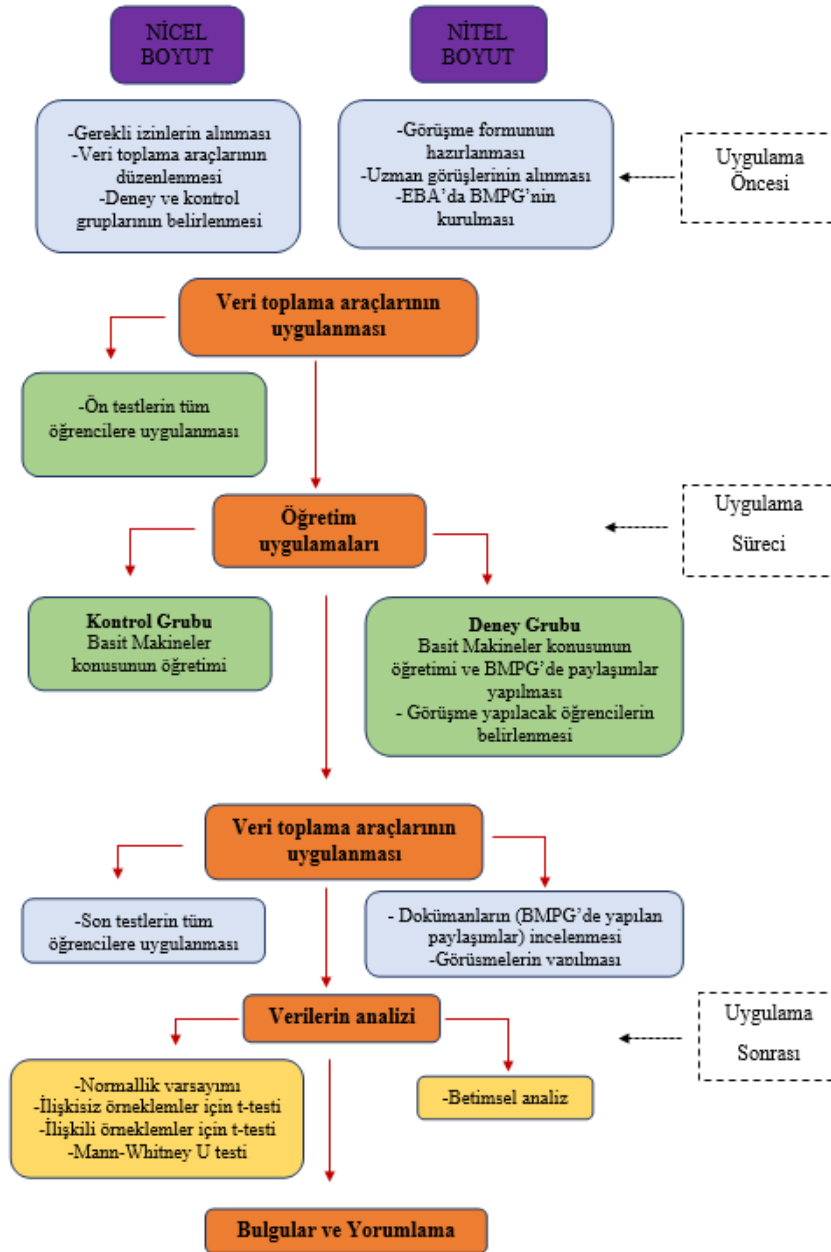 NİCEL
BOYUT
NİTEL
BOYUT
-Gerekli izinlerin alınması
-Veri toplama araçlarının
düzenlenmesi
-Deney ve kontrol
gruplarının belirlenmesi
-Görüşme formunun
hazırlanması
-Uzman görüşlerinin alınması
-EBA’da BMPG’nin
kurulması
Uygulama
Öncesi
Veri toplama araçlarının
uygulanması
-Ön testlerin tüm
öğrencilere uygulanması
Öğretim
uygulamaları
Uygulama
Süreci
Kontrol Grubu
Basit Makineler
konusunun öğretimi
Deney Grubu
Basit Makineler konusunun
öğretimi ve BMPG’de paylaşımlar
yapılması
- Görüşme yapılacak öğrencilerin
belirlenmesi
Veri toplama araçlarının
uygulanması
-Son testlerin tüm
öğrencilere uygulanması
- Dokümanların (BMPG’de yapılan
paylaşımlar) incelenmesi
-Görüşmelerin yapılması
Verilerin analizi
Uygulama
Sonrası
-Normallik varsayımı
-İlişkisiz örneklemler için t-testi
-İlişkili örneklemler için t-testi
-Mann-Whitney U testi
-Betimsel analiz
Bulgular ve Yorumlama